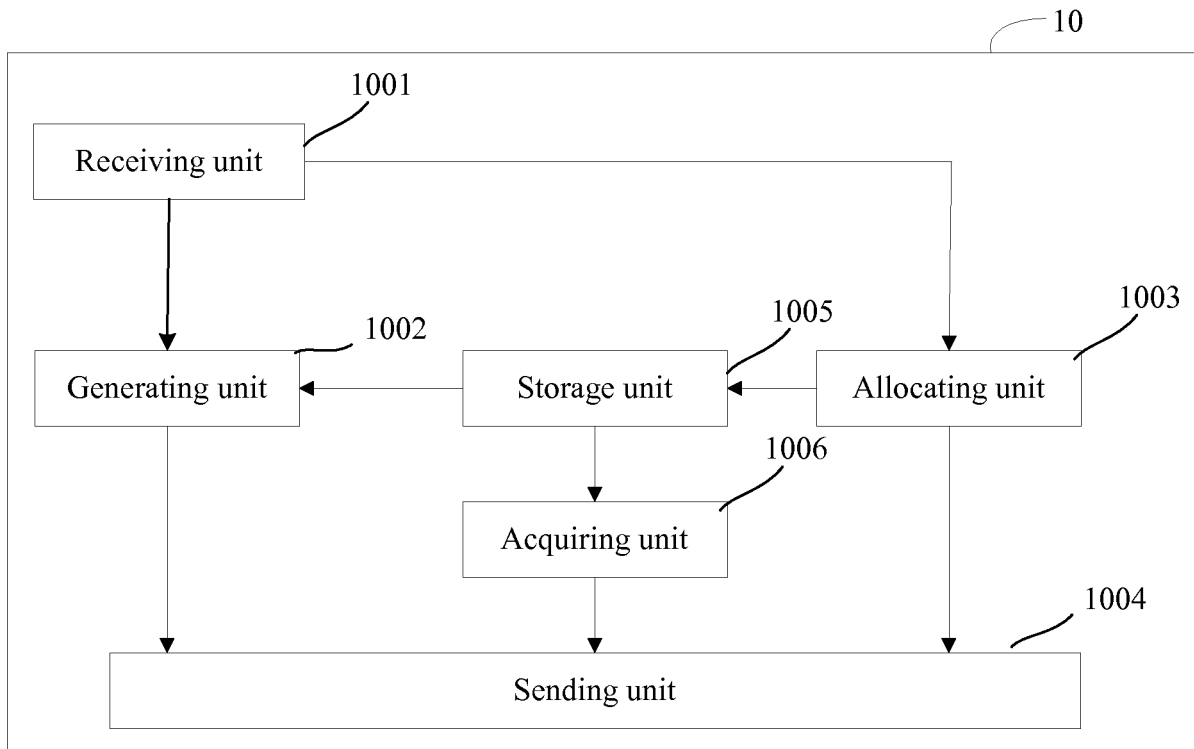 10
1001
Receiving unit
1002
1005
1003
Generating unit
Storage unit
Allocating unit
1006
Acquiring unit
1004
Sending unit